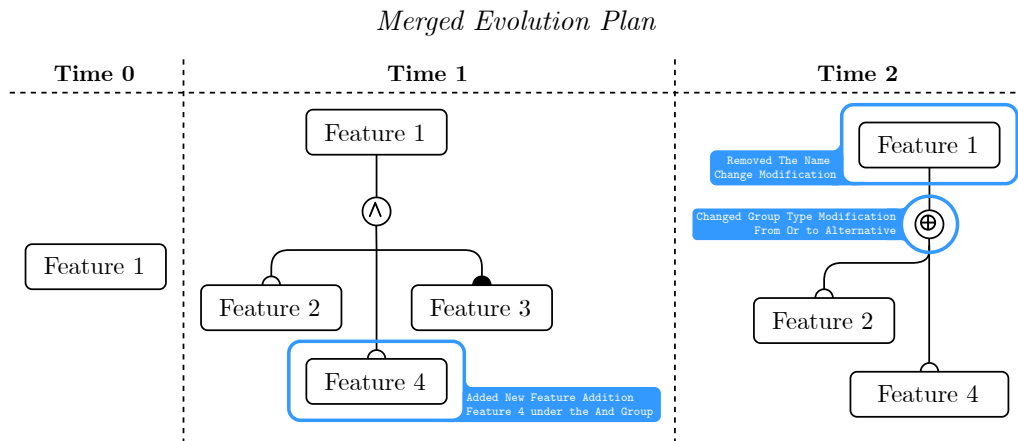 Merged Evolution Plan
Time 0
Time 1
Time 2
Feature 1
Feature 1
∧
Feature 2
Feature 3
Feature 4
Added New Feature Addition
Feature 4 under the And Group
Feature 1
Removed The Name
Change Modification
Changed Group Type Modification
From Or to Alternative
⊕
Feature 2
Feature 4